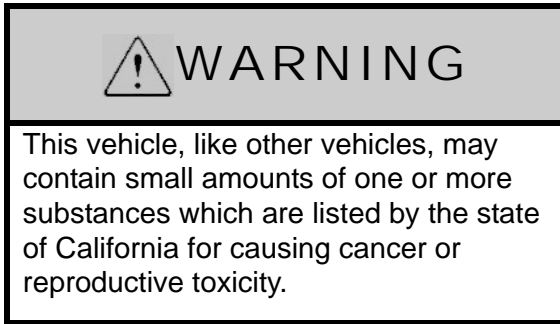 WARNING
This vehicle, like other vehicles, may
contain small amounts of one or more
substances which are listed by the state
of California for causing cancer or
reproductive toxicity.